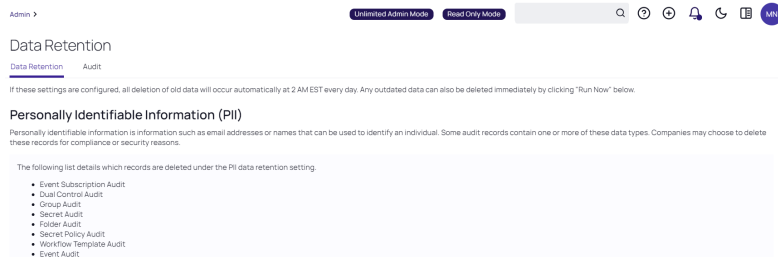 Admin >
Unlimited Admin Mode
Read Only Mode
MN
Data Retention
Data Retention
Audit
If these settings are configured, all deletion of old data will occur automatically at 2 AM EST every day. Any outdated data can also be deleted immediately by clicking "Run Now" below.
Personally Identifiable Information (PII)
Personally identifiable information is information such as email addresses or names that can be used to identify an individual. Some audit records contain one or more of these data types. Companies may choose to delete
these records for compliance or security reasons.
The following list details which records are deleted under the PII data retention setting.
• Event Subscription Audit
• Dual Control Audit
• Group Audit
• Secret Audit
• Folder Audit
• Secret Policy Audit
• Workflow Template Audit
• Event Audit